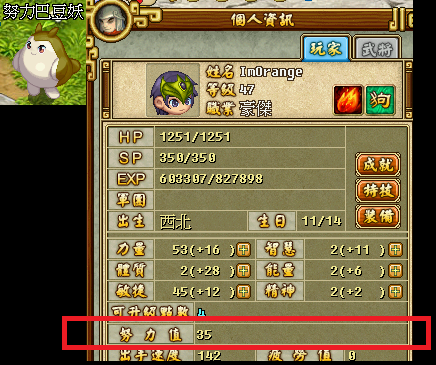 努力巴豆妖
個人資訊
玩家 武將
姓名 ImOrange
等級 47
職業 豪傑
狗
HP 1251/1251
SP 350/350
EXP 603307/827898
軍團
出生 西北 生日 11/14
成就
特技
裝備
力量 53(+16 ) 智慧 2(+11 )
體質 2(+28 ) 能量 2(+6 )
敏捷 45(+12 ) 精神 2(+2 )
可升級點數 4
努力值 35
出手速度 142 疲勞值 0